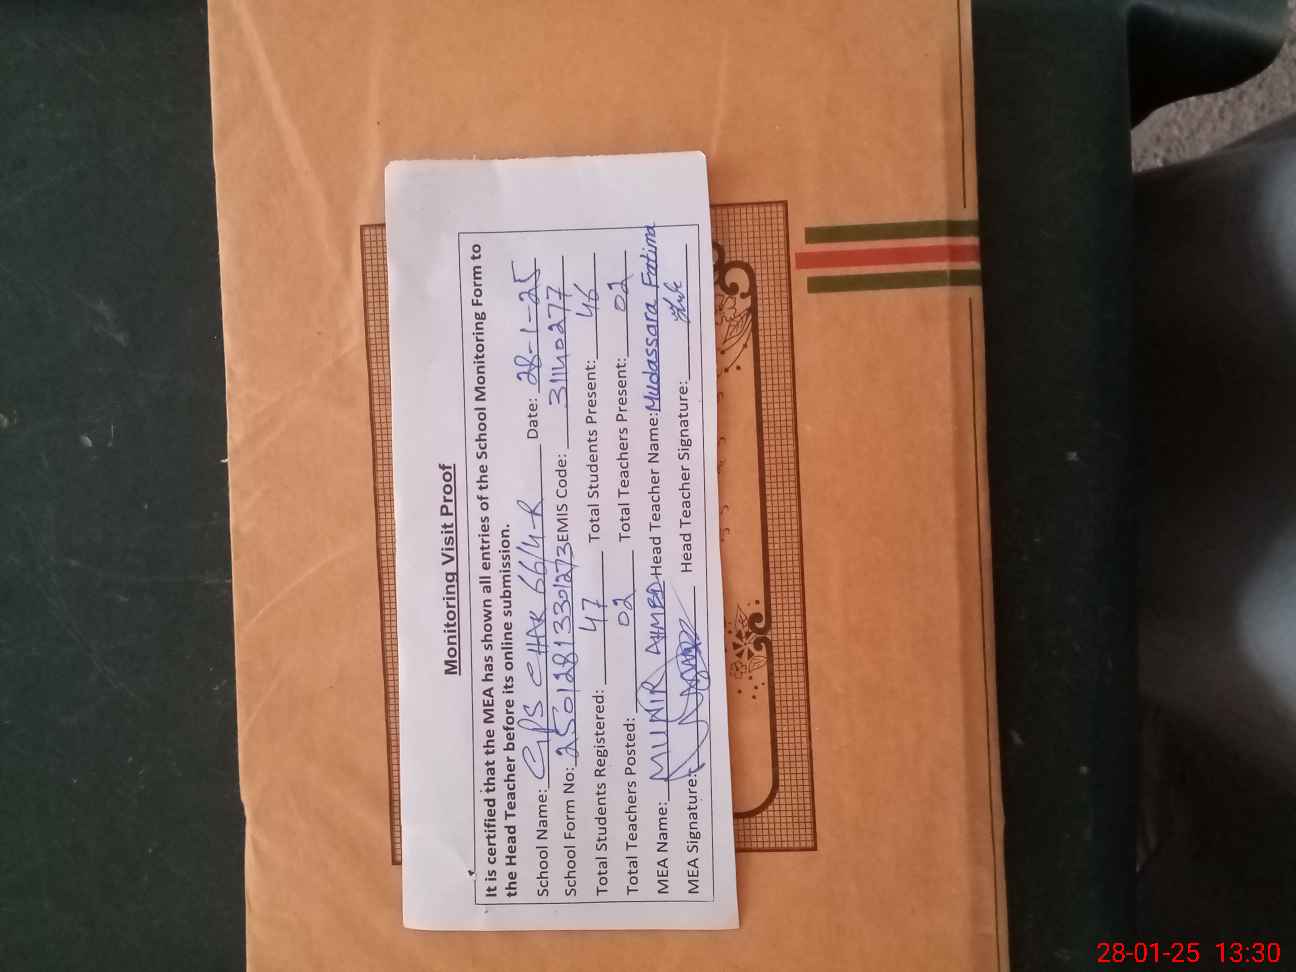 Monitoring Visit Proof
It is certified that the MEA has shown all entries of the School Monitoring Form to
the Head Teacher before its online submission.
School Name: GPS CHAK 66/4-R Date: 28-1-25
School Form No: 25012813301273 EMIS Code: 31140277
Total Students Registered: 47 Total Students Present: 46
Total Teachers Posted: 02 Total Teachers Present: 02
MEA Name: MUNIR AHMED Head Teacher Name: Mudassara Fatima
MEA Signature: Head Teacher Signature:
28-01-25 13:30